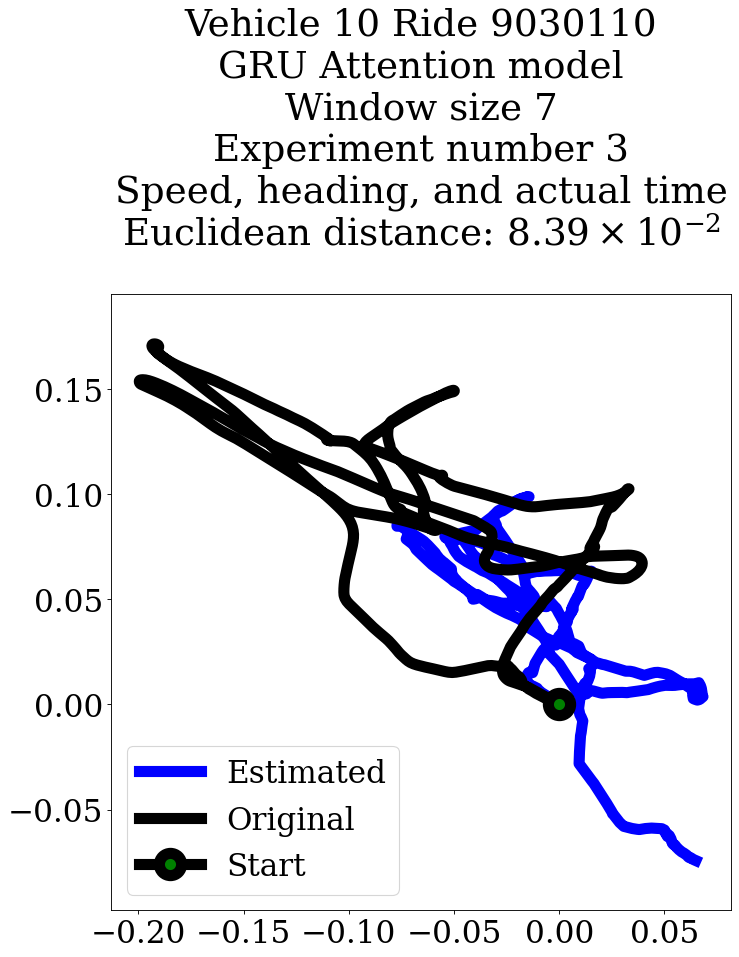 Vehicle 10 Ride 9030110
GRU Attention model
Window size 7
Experiment number 3
Speed, heading, and actual time
Euclidean distance: 8.39 × 10⁻²
0.15
0.10
0.05
0.00
−0.05
Estimated
Original
Start
−0.20 −0.15 −0.10 −0.05 0.00 0.05